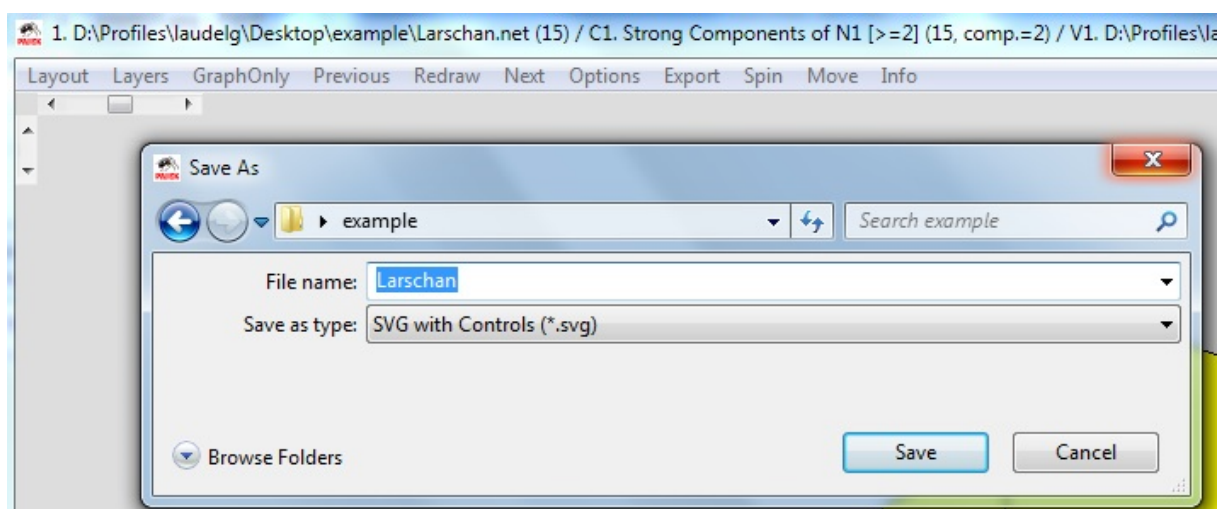 1. D:\Profiles\laudelg\Desktop\example\Larschan.net (15) / C1. Strong Components of N1 [>=2] (15, comp.=2) / V1. D:\Profiles\la
Layout Layers GraphOnly Previous Redraw Next Options Export Spin Move Info
Save As
example
Search example
File name: Larschan
Save as type: SVG with Controls (*.svg)
Browse Folders
Save
Cancel